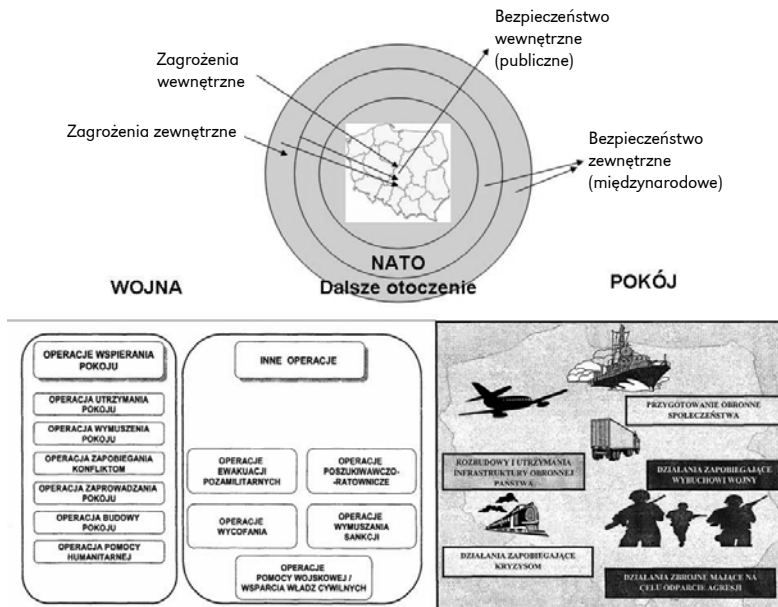 Bezpieczeństwo
wewnętrzne
(publiczne)
Zagrożenia
wewnętrzne
Zagrożenia zewnętrzne
Bezpieczeństwo
zewnętrzne
(międzynarodowe)
NATO
Dalsze otoczenie
WOJNA
POKÓJ
OPERACJE WSPIERANIA
POKOJU
OPERACJA UTRZYMANIA
POKOJU
OPERACJA WYMUSZENIA
POKOJU
OPERACJA ZAPOBIEGANIA
KONFLIKTOM
OPERACJA ZAPROWADZANIA
POKOJU
OPERACJA BUDOWY
POKOJU
OPERACJA POMOCY
HUMANITARNEJ
INNE OPERACJE
OPERACJE
EWAKUACJI
POZAMILITARNYCH
OPERACJE
POSZUKIWAWCZO-
RATOWNICZE
OPERACJE
WYCOFANIA
OPERACJE
WYMUSZANIA
SANKCJI
OPERACJE
POMOCY WOJSKOWEJ /
WSPARCIA WŁADZ CYWILNYCH
PRZYGOTOWANIE OBRONNE
SPOŁECZEŃSTWA
ROZBUDOWY I UTRZYMANIA
INFRASTRUKTURY OBRONNEJ
PAŃSTWA
DZIAŁANIA ZAPOBIEGAJĄCE
WYBUCHOWI WOJNY
DZIAŁANIA ZAPOBIEGAJĄCE
KRYZYSOM
DZIAŁANIA ZBROJNE MAJĄCE NA
CELU ODPARCIE AGRESJI